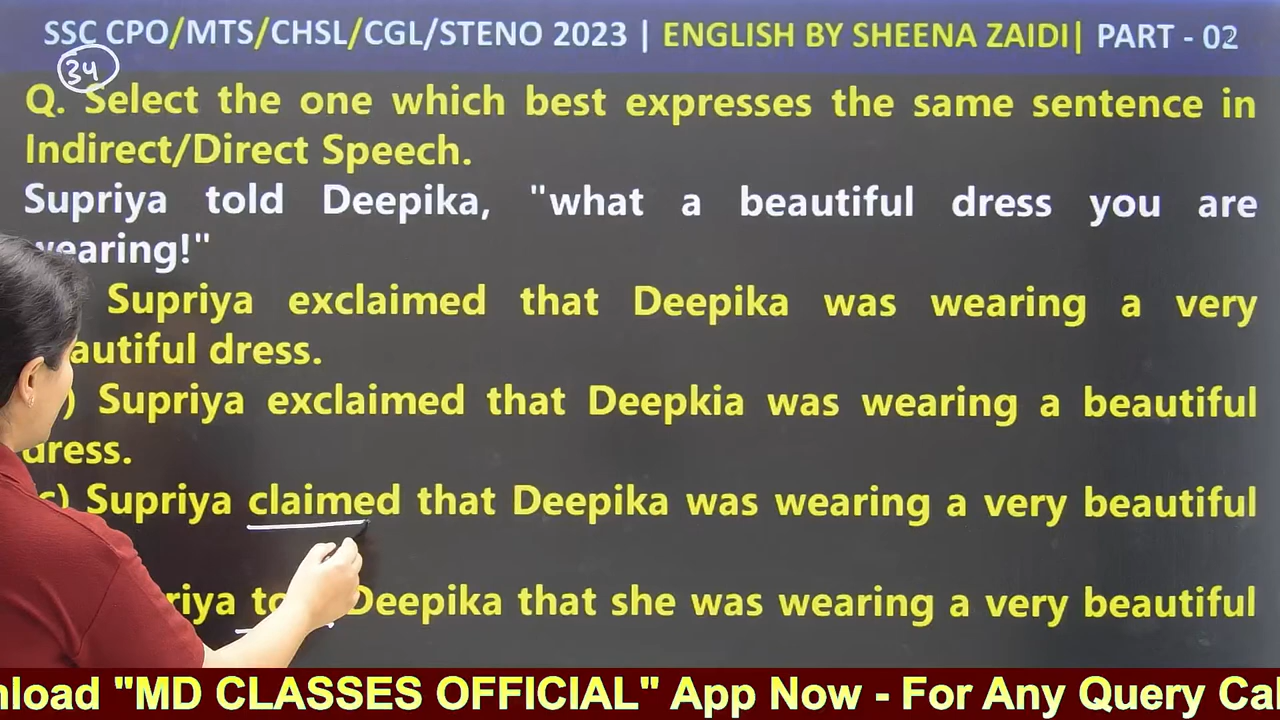 SSC CPO/MTS/CHSL/CGL/STENO 2023 | ENGLISH BY SHEENA ZAIDI| PART - 02
34
Q. Select the one which best expresses the same sentence in
Indirect/Direct Speech.
Supriya told Deepika, "what a beautiful dress you are
wearing!"
Supriya exclaimed that Deepika was wearing a very
autiful dress.
) Supriya exclaimed that Deepkia was wearing a beautiful
dress.
c) Supriya claimed that Deepika was wearing a very beautiful
riya to Deepika that she was wearing a very beautiful
nload "MD CLASSES OFFICIAL" App Now - For Any Query Cal